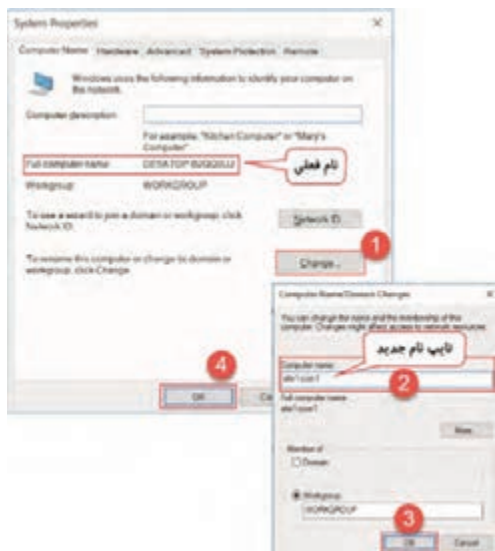 System Properties
Computer Name Hardware Advanced System Protection Remote
Windows uses the following information to identify your computer on
the network.
Computer description:
For example: "Kitchen Computer" or "Mary's
Computer".
Full computer name:
نام فعلی
Workgroup: WORKGROUP
To use a wizard to join a domain or workgroup, click
Network ID.
Network ID...
To rename this computer or change its domain or
workgroup, click Change.
Change...
1
4
OK
Computer Name/Domain Changes
You can change the name and the membership of this
computer. Changes might affect access to network resources.
تایپ نام جدید
Computer name:
2
Full computer name:
More...
Member of
Domain:
Workgroup:
WORKGROUP
3
OK Cancel